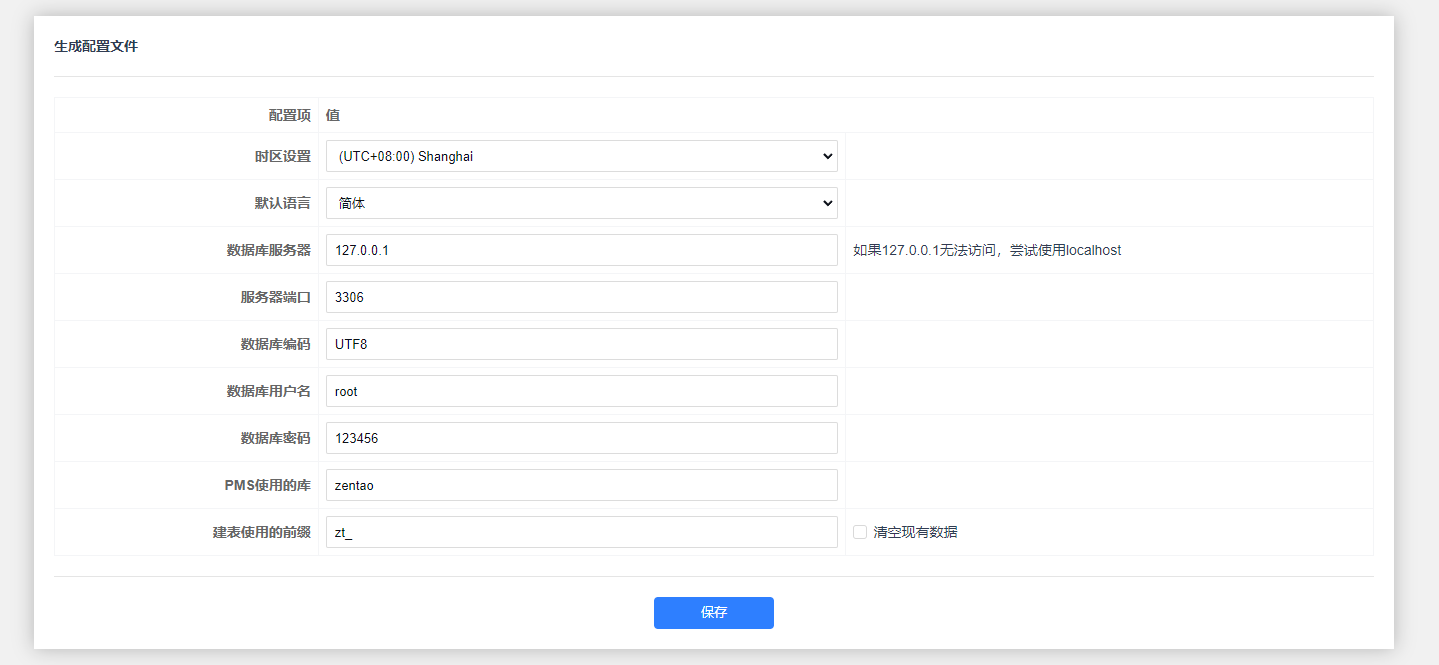 生成配置文件
配置项 值
时区设置 (UTC+08:00) Shanghai
默认语言 简体
数据库服务器 127.0.0.1 如果127.0.0.1无法访问，尝试使用localhost
服务器端口 3306
数据库编码 UTF8
数据库用户名 root
数据库密码 123456
PMS使用的库 zentao
建表使用的前缀 zt_ 清空现有数据
保存